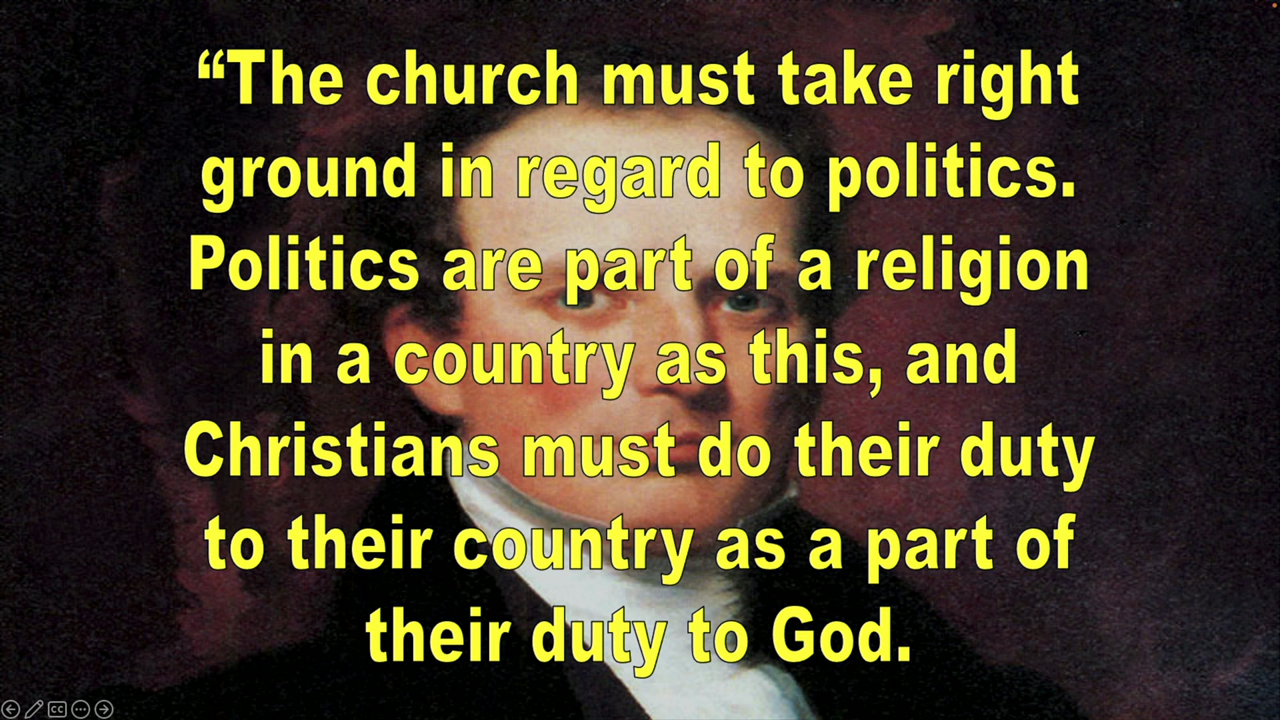 “The church must take right
ground in regard to politics.
Politics are part of a religion
in a country as this, and
Christians must do their duty
to their country as a part of
their duty to God.
CC